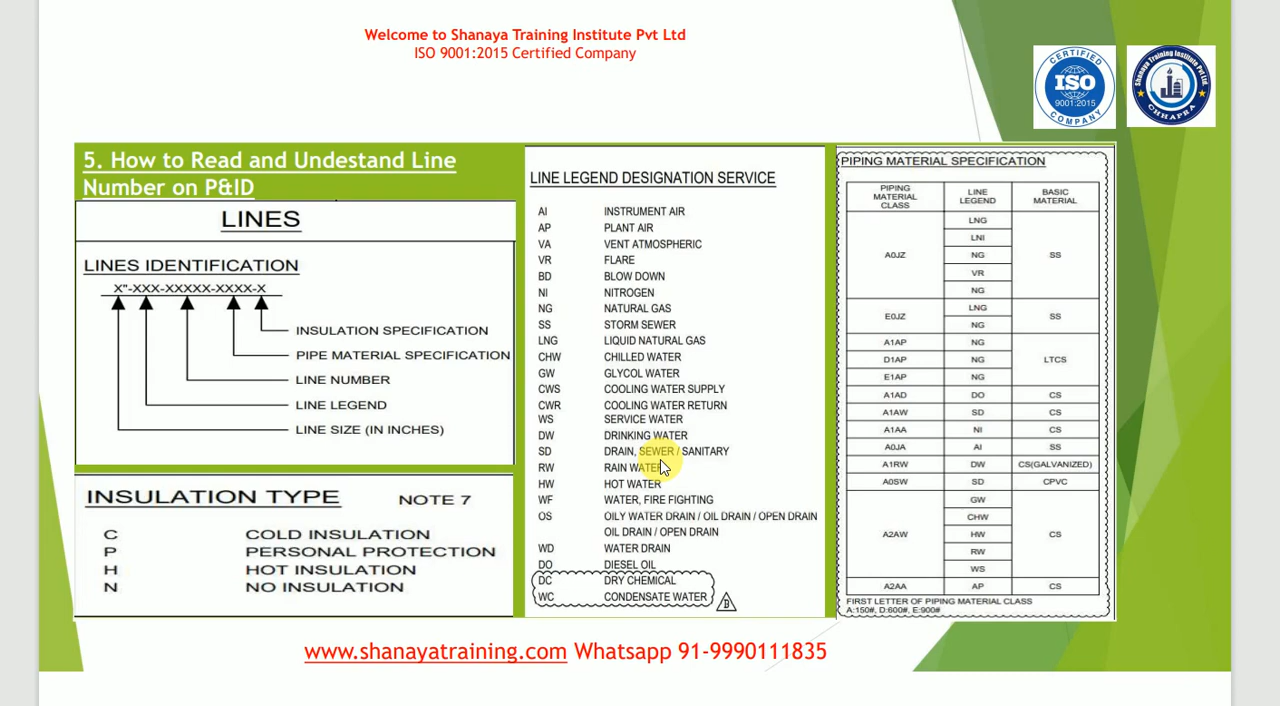 Welcome to Shanaya Training Institute Pvt Ltd
ISO 9001:2015 Certified Company
CERTIFIED
ISO
9001:2015
COMPANY
Shanaya Training Institute Pvt Ltd
CHHAPRA
5. How to Read and Undestand Line
Number on P&ID
LINES
LINES IDENTIFICATION
X"-XXX-XXXXX-XXXX-X
INSULATION SPECIFICATION
PIPE MATERIAL SPECIFICATION
LINE NUMBER
LINE LEGEND
LINE SIZE (IN INCHES)
INSULATION TYPE NOTE 7
C COLD INSULATION
P PERSONAL PROTECTION
H HOT INSULATION
N NO INSULATION
LINE LEGEND DESIGNATION SERVICE
AI INSTRUMENT AIR
AP PLANT AIR
VA VENT ATMOSPHERIC
VR FLARE
BD BLOW DOWN
NI NITROGEN
NG NATURAL GAS
SS STORM SEWER
LNG LIQUID NATURAL GAS
CHW CHILLED WATER
GW GLYCOL WATER
CWS COOLING WATER SUPPLY
CWR COOLING WATER RETURN
WS SERVICE WATER
DW DRINKING WATER
SD DRAIN, SEWER / SANITARY
RW RAIN WATER
HW HOT WATER
WF WATER, FIRE FIGHTING
OS OILY WATER DRAIN / OIL DRAIN / OPEN DRAIN
OIL DRAIN / OPEN DRAIN
WD WATER DRAIN
DO DIESEL OIL
DC DRY CHEMICAL
WC CONDENSATE WATER
B
PIPING MATERIAL SPECIFICATION
PIPING MATERIAL CLASS LINE LEGEND BASIC MATERIAL
A0JZ LNG SS
LNI
NG
VR
NG
E0JZ LNG SS
NG
A1AP NG LTCS
D1AP NG
E1AP NG
A1AD DO CS
A1AW SD CS
A1AA NI CS
A0JA AI SS
A1RW DW CS(GALVANIZED)
A0SW SD CPVC
A2AW GW CS
CHW
HW
RW
WS
A2AA AP CS
FIRST LETTER OF PIPING MATERIAL CLASS
A:150#, D:600#, E:900#
www.shanayatraining.com Whatsapp 91-9990111835